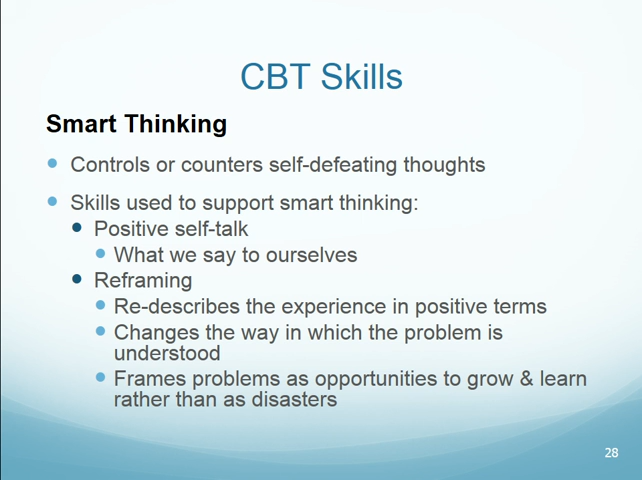 CBT Skills
Smart Thinking
Controls or counters self-defeating thoughts
Skills used to support smart thinking:
Positive self-talk
What we say to ourselves
Reframing
Re-describes the experience in positive terms
Changes the way in which the problem is
understood
Frames problems as opportunities to grow & learn
rather than as disasters
28